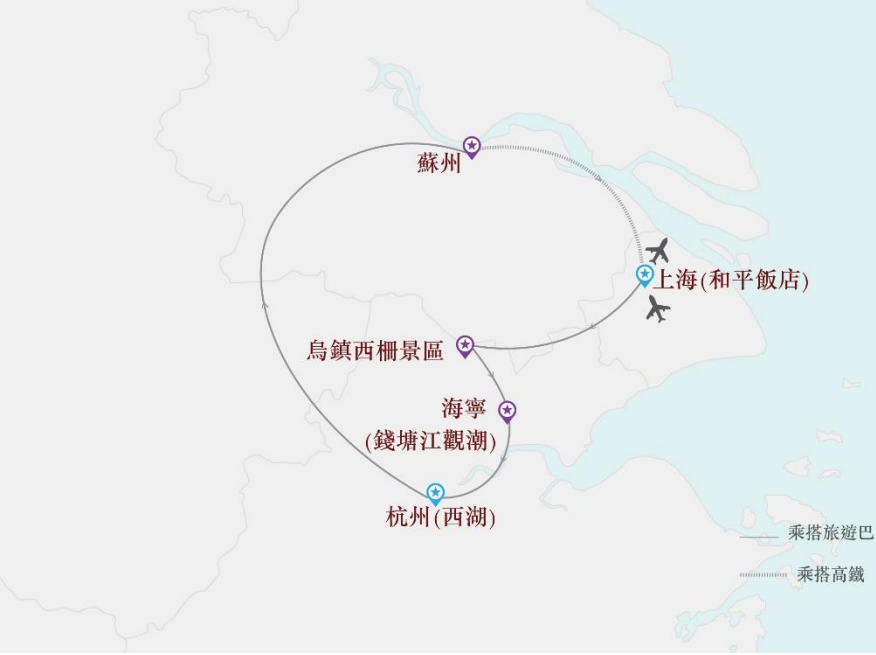 蘇州
上海(和平飯店)
烏鎮西柵景區
海寧
(錢塘江觀潮)
杭州(西湖)
乘搭旅遊巴
乘搭高鐵